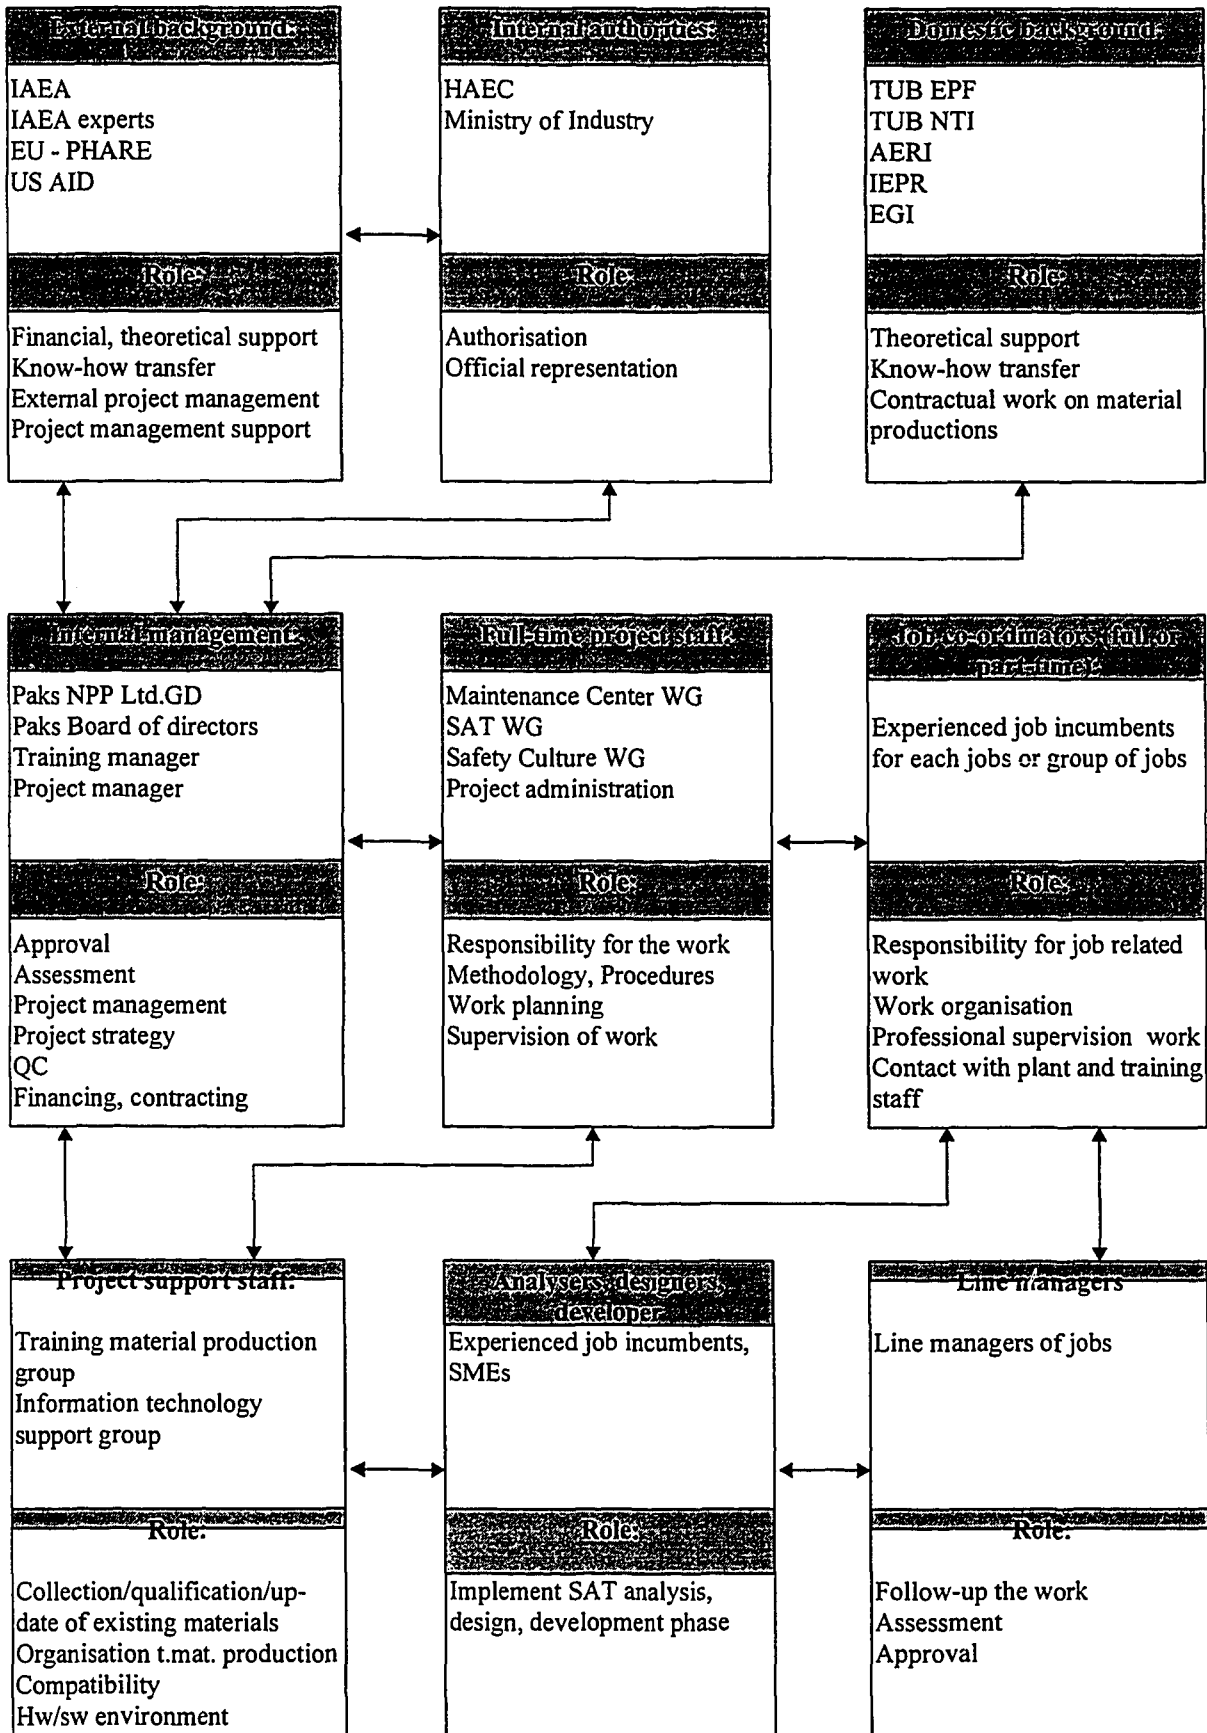 External background:
IAEA
IAEA experts
EU - PHARE
US AID
Role:
Financial, theoretical support
Know-how transfer
External project management
Project management support
Internal authorities:
HAEC
Ministry of Industry
Role:
Authorisation
Official representation
Domestic background:
TUB EPF
TUB NTI
AERI
IEPR
EGI
Role:
Theoretical support
Know-how transfer
Contractual work on material
productions
Internal management:
Paks NPP Ltd.GD
Paks Board of directors
Training manager
Project manager
Role:
Approval
Assessment
Project management
Project strategy
QC
Financing, contracting
Full-time project staff:
Maintenance Center WG
SAT WG
Safety Culture WG
Project administration
Role:
Responsibility for the work
Methodology, Procedures
Work planning
Supervision of work
Job co-ordinators (full or
part-time):
Experienced job incumbents
for each jobs or group of jobs
Role:
Responsibility for job related
work
Work organisation
Professional supervision work
Contact with plant and training
staff
Project support staff:
Training material production
group
Information technology
support group
Role:
Collection/qualification/up-
date of existing materials
Organisation t.mat. production
Compatibility
Hw/sw environment
Analysers, designers,
developer
Experienced job incumbents,
SMEs
Role:
Implement SAT analysis,
design, development phase
Line managers
Line managers of jobs
Role:
Follow-up the work
Assessment
Approval